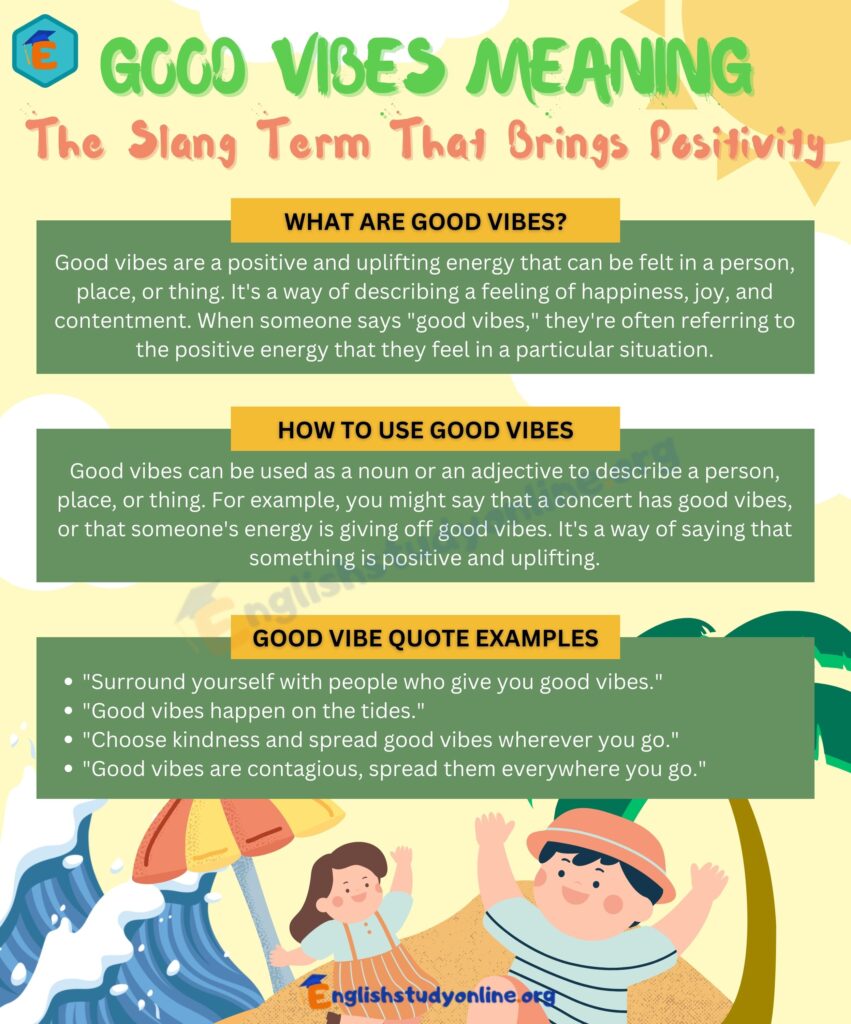 E
GOOD VIBES MEANING
The Slang Term That Brings Positivity
WHAT ARE GOOD VIBES?
Good vibes are a positive and uplifting energy that can be felt in a person,
place, or thing. It's a way of describing a feeling of happiness, joy, and
contentment. When someone says "good vibes," they're often referring to
the positive energy that they feel in a particular situation.
HOW TO USE GOOD VIBES
Good vibes can be used as a noun or an adjective to describe a person,
place, or thing. For example, you might say that a concert has good vibes,
or that someone's energy is giving off good vibes. It's a way of saying that
something is positive and uplifting.
Englishstudyonline.org
GOOD VIBE QUOTE EXAMPLES
• "Surround yourself with people who give you good vibes."
• "Good vibes happen on the tides."
• "Choose kindness and spread good vibes wherever you go."
• "Good vibes are contagious, spread them everywhere you go."
Englishstudyonline.org